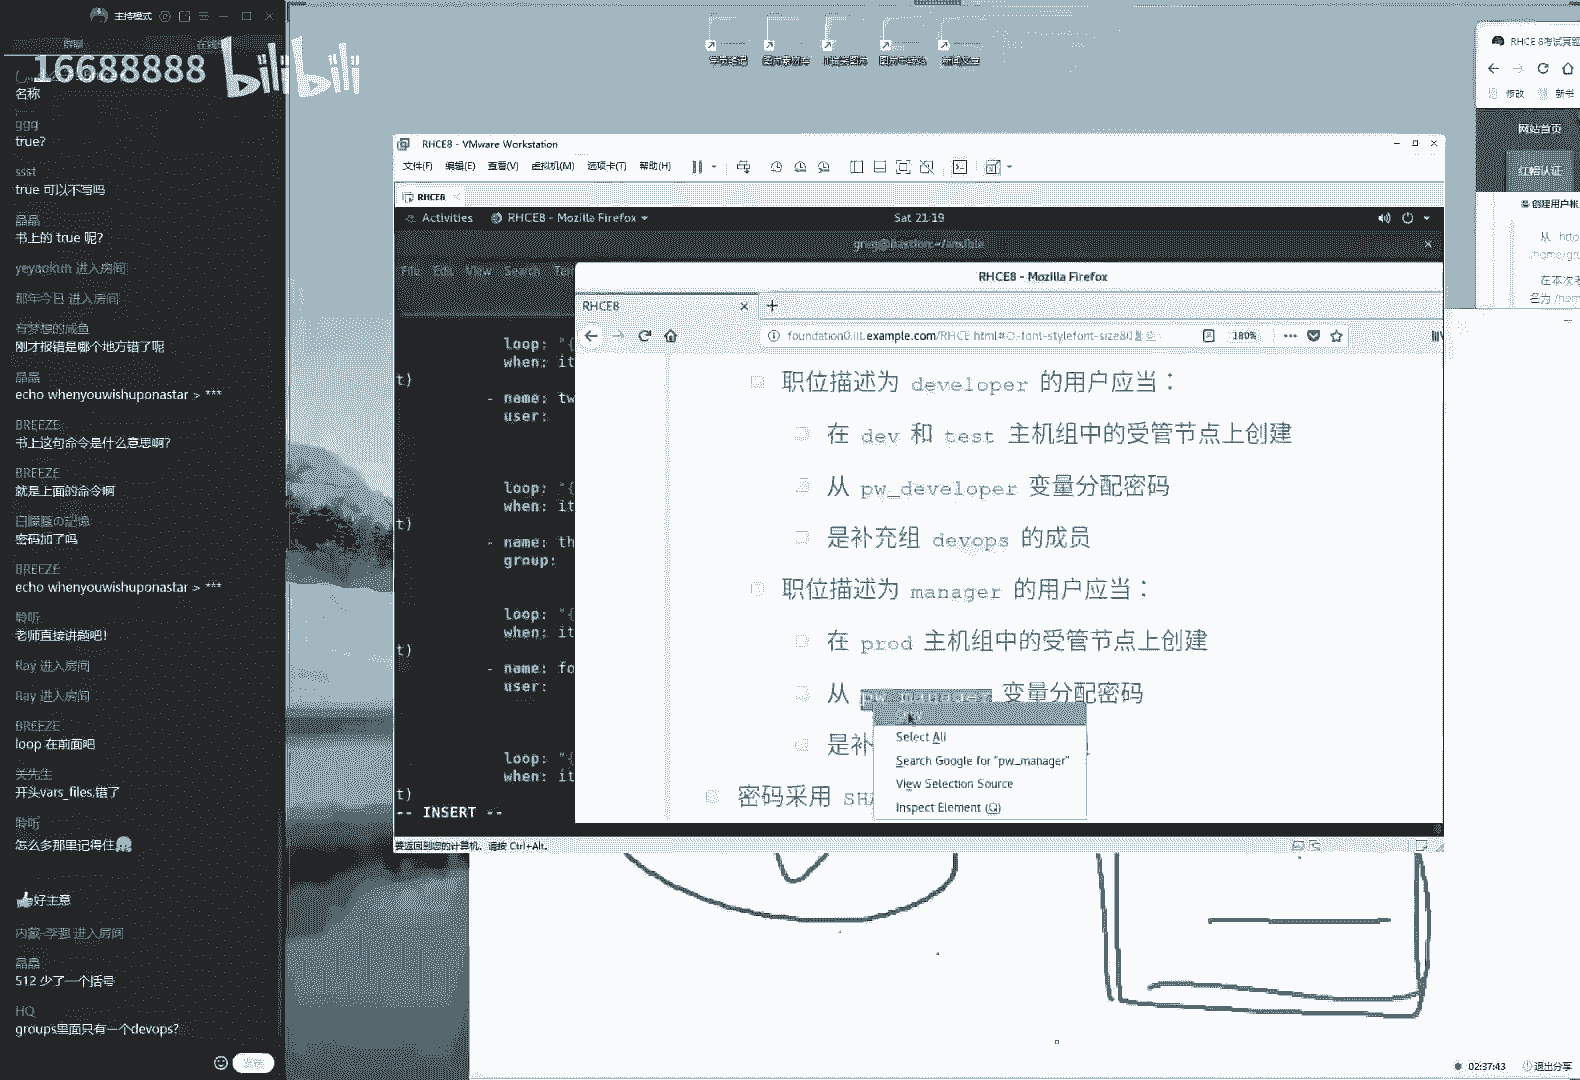 主持模式
16688888
bilibili
名称
ggg
true?
ssst
true 可以不写吗
晶晶
书上的 true 呢?
yeyaokun 进入房间
那年今日 进入房间
有梦想的咸鱼
刚才报错是哪个地方错了呢
晶晶
echo whenyouwishuponastar > ***
BREEZE
书上这句命令是什么意思啊?
BREEZE
就是上面的命令啊
密码加了吗
BREEZE
echo whenyouwishuponastar > ***
聆听
老师直接讲题吧!
Ray 进入房间
Ray 进入房间
BREEZE
loop 在前面吧
关先生
开头vars_files,错了
聆听
怎么多那里记得住
好主意
内蒙-李强 进入房间
晶晶
512 少了一个括号
HQ
groups里面只有一个devops?
RHCE8 - VMware Workstation
文件(F) 编辑(E) 查看(V) 虚拟机(M) 选项卡(T) 帮助(H)
RHCE8
Activities
RHCE8 - Mozilla Firefox
Sat 21:19
greg@bastion:~/ansible
File Edit View Search Ter
loop: "{
when: it
t)
- name: tw
user:
loop: "{
when: it
t)
- name: th
group:
loop: "{
when: it
t)
- name: fo
user:
loop: "{
when: it
t)
-- INSERT --
RHCE8 - Mozilla Firefox
RHCE8
180%
职位描述为 developer 的用户应当：
在 dev 和 test 主机组中的受管节点上创建
从 pw_developer 变量分配密码
是补充组 devops 的成员
职位描述为 manager 的用户应当：
在 prod 主机组中的受管节点上创建
从 pw_manager 变量分配密码
是补
密码采用 SHA
Select All
Search Google for "pw_manager"
View Selection Source
Inspect Element (Q)
要返回到您的计算机，请按 Ctrl+Alt。
RHCE 8考试真题
修改
新手
网站首页
红帽认证
创建用户帐
从 http
/home/gr
在本次考
名为 /hom
02:37:43
退出分享